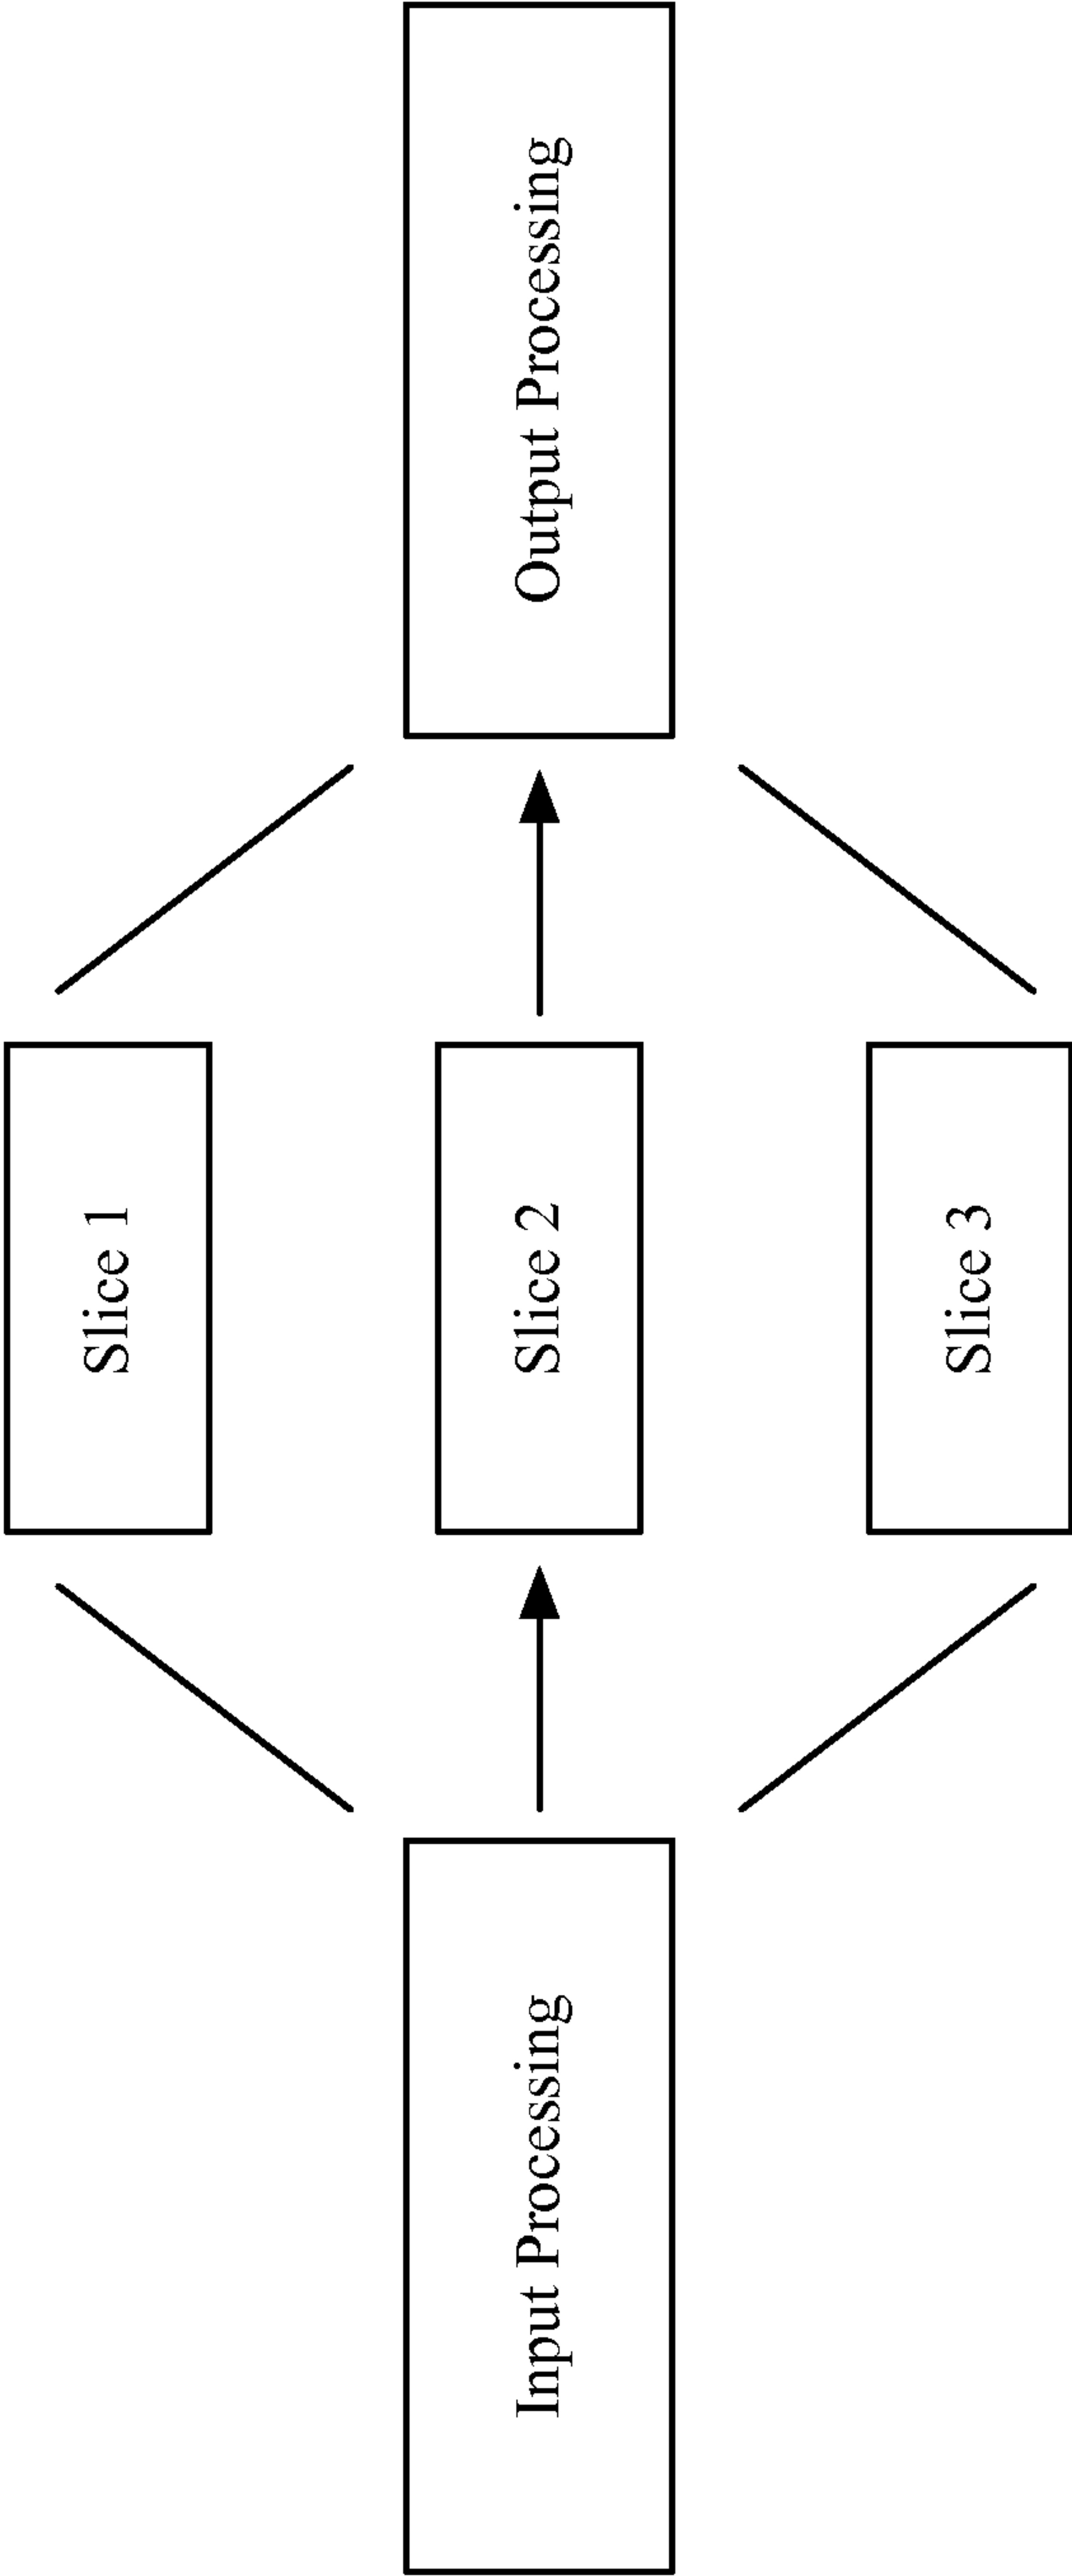 Input Processing
Slice 1
Slice 2
Slice 3
Output Processing